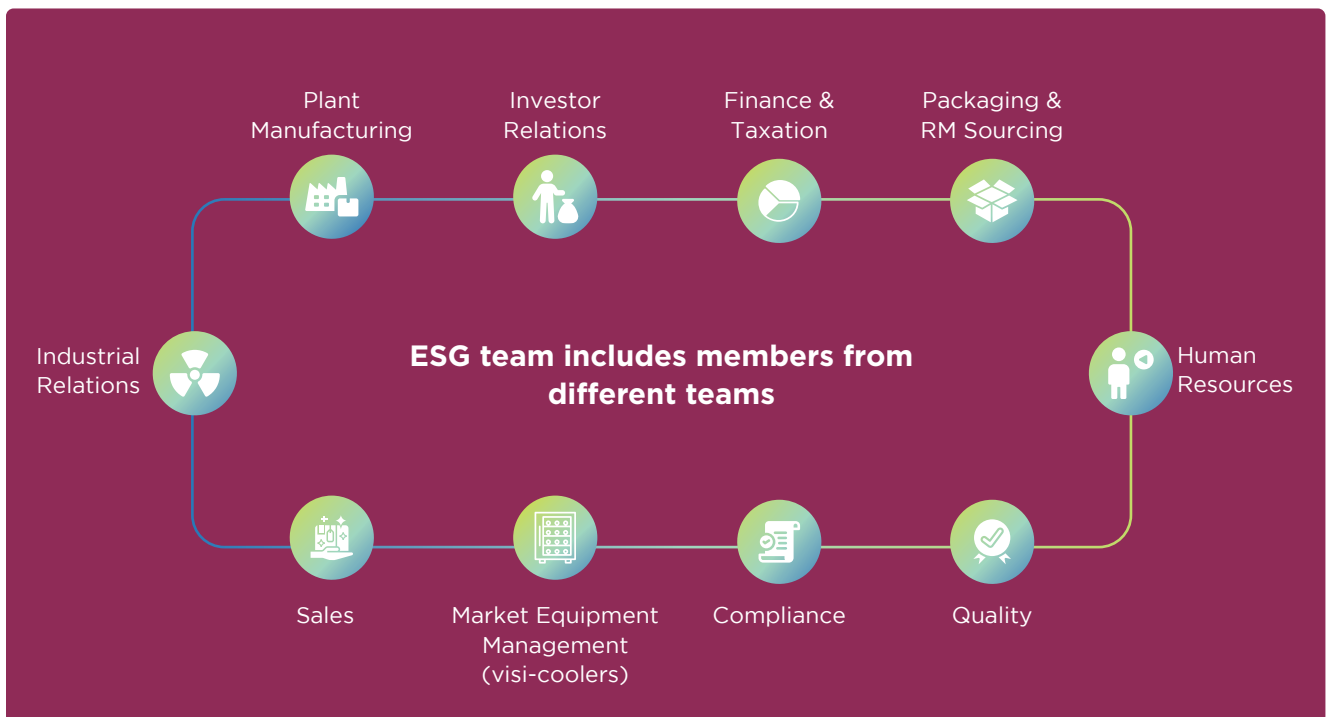 Plant
Manufacturing
Investor
Relations
Finance &
Taxation
Packaging &
RM Sourcing
Industrial
Relations
ESG team includes members from
different teams
Human
Resources
Sales
Market Equipment
Management
(visi-coolers)
Compliance
Quality